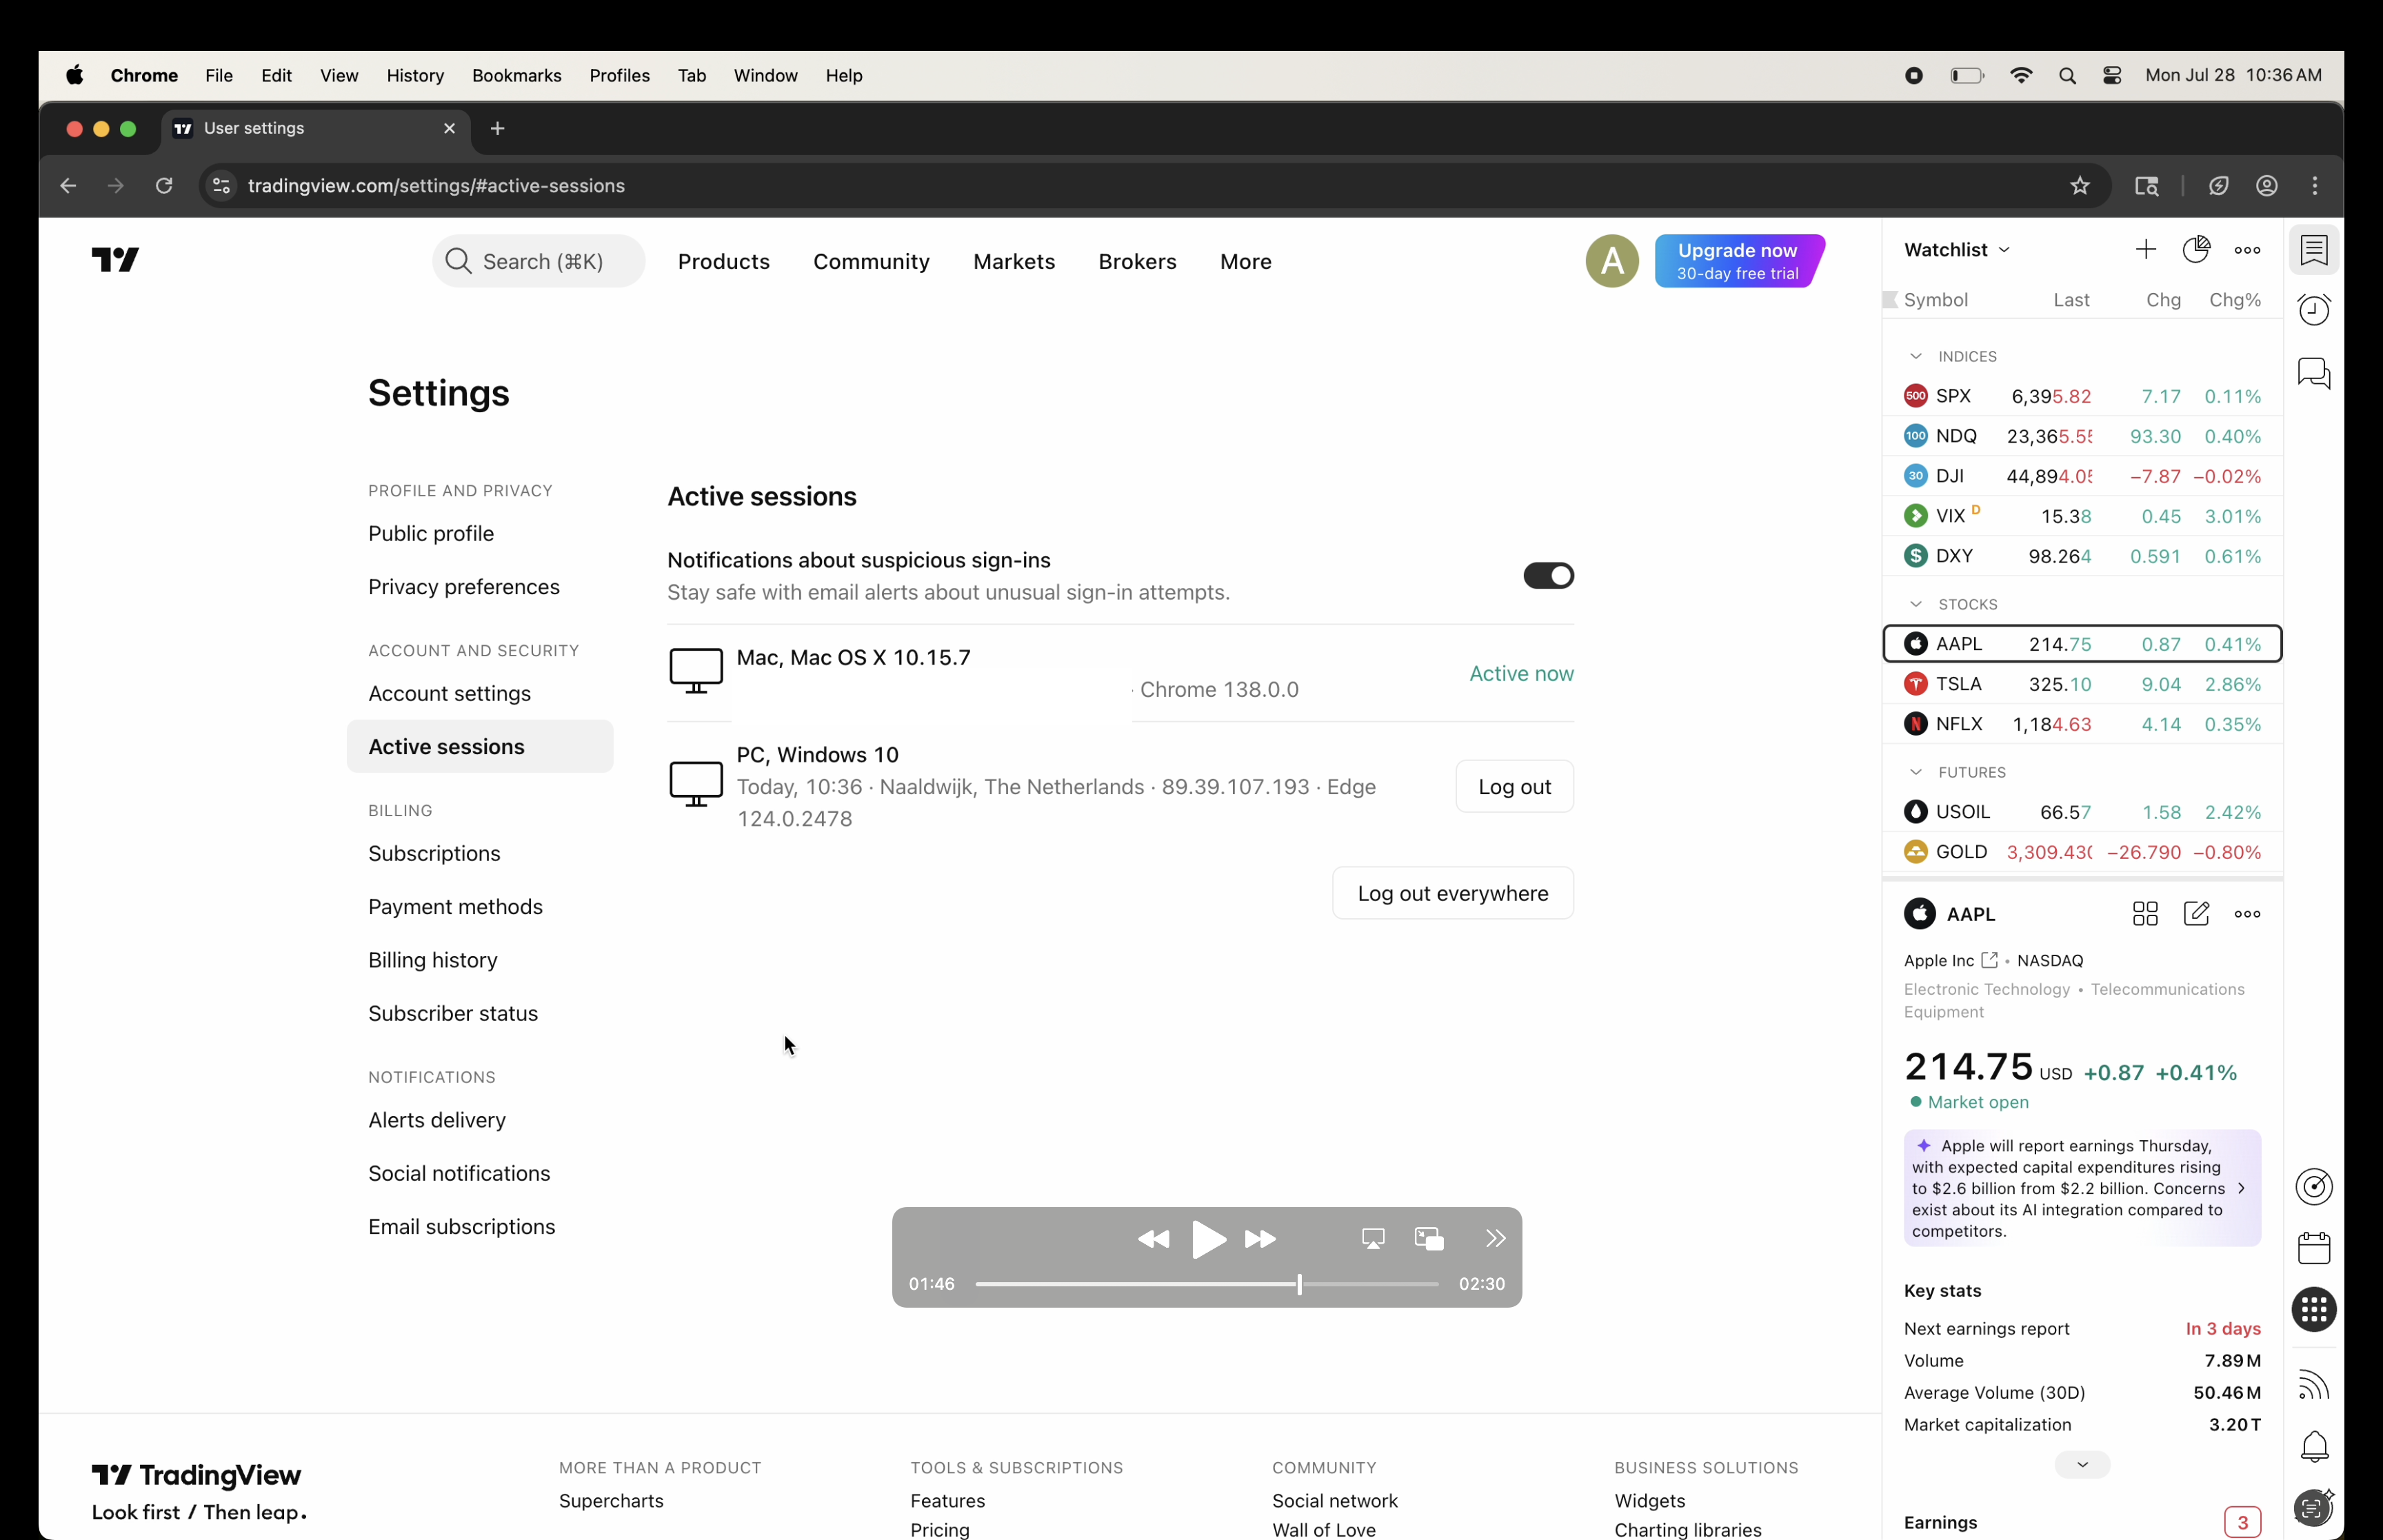 Chrome File Edit View History Bookmarks Profiles Tab Window Help
Mon Jul 28 10:36 AM
User settings
tradingview.com/settings/#active-sessions
Search (⌘K) Products Community Markets Brokers More
A
Upgrade now
30-day free trial
Settings
PROFILE AND PRIVACY
Public profile
Privacy preferences
ACCOUNT AND SECURITY
Account settings
Active sessions
BILLING
Subscriptions
Payment methods
Billing history
Subscriber status
NOTIFICATIONS
Alerts delivery
Social notifications
Email subscriptions
Active sessions
Notifications about suspicious sign-ins
Stay safe with email alerts about unusual sign-in attempts.
Mac, Mac OS X 10.15.7
· Chrome 138.0.0
Active now
PC, Windows 10
Today, 10:36 · Naaldwijk, The Netherlands · 89.39.107.193 · Edge
124.0.2478
Log out
Log out everywhere
01:46 02:30
Watchlist
Symbol Last Chg Chg%
INDICES
500 SPX 6,395.82 7.17 0.11%
100 NDQ 23,365.55 93.30 0.40%
30 DJI 44,894.05 −7.87 −0.02%
VIX D 15.38 0.45 3.01%
$ DXY 98.264 0.591 0.61%
STOCKS
AAPL 214.75 0.87 0.41%
TSLA 325.10 9.04 2.86%
N NFLX 1,184.63 4.14 0.35%
FUTURES
USOIL 66.57 1.58 2.42%
GOLD 3,309.430 −26.790 −0.80%
AAPL
Apple Inc • NASDAQ
Electronic Technology • Telecommunications
Equipment
214.75 USD +0.87 +0.41%
Market open
Apple will report earnings Thursday,
with expected capital expenditures rising
to $2.6 billion from $2.2 billion. Concerns
exist about its AI integration compared to
competitors.
Key stats
Next earnings report In 3 days
Volume 7.89 M
Average Volume (30D) 50.46 M
Market capitalization 3.20 T
Earnings 3
TradingView
Look first / Then leap.
MORE THAN A PRODUCT
Supercharts
TOOLS & SUBSCRIPTIONS
Features
Pricing
COMMUNITY
Social network
Wall of Love
BUSINESS SOLUTIONS
Widgets
Charting libraries